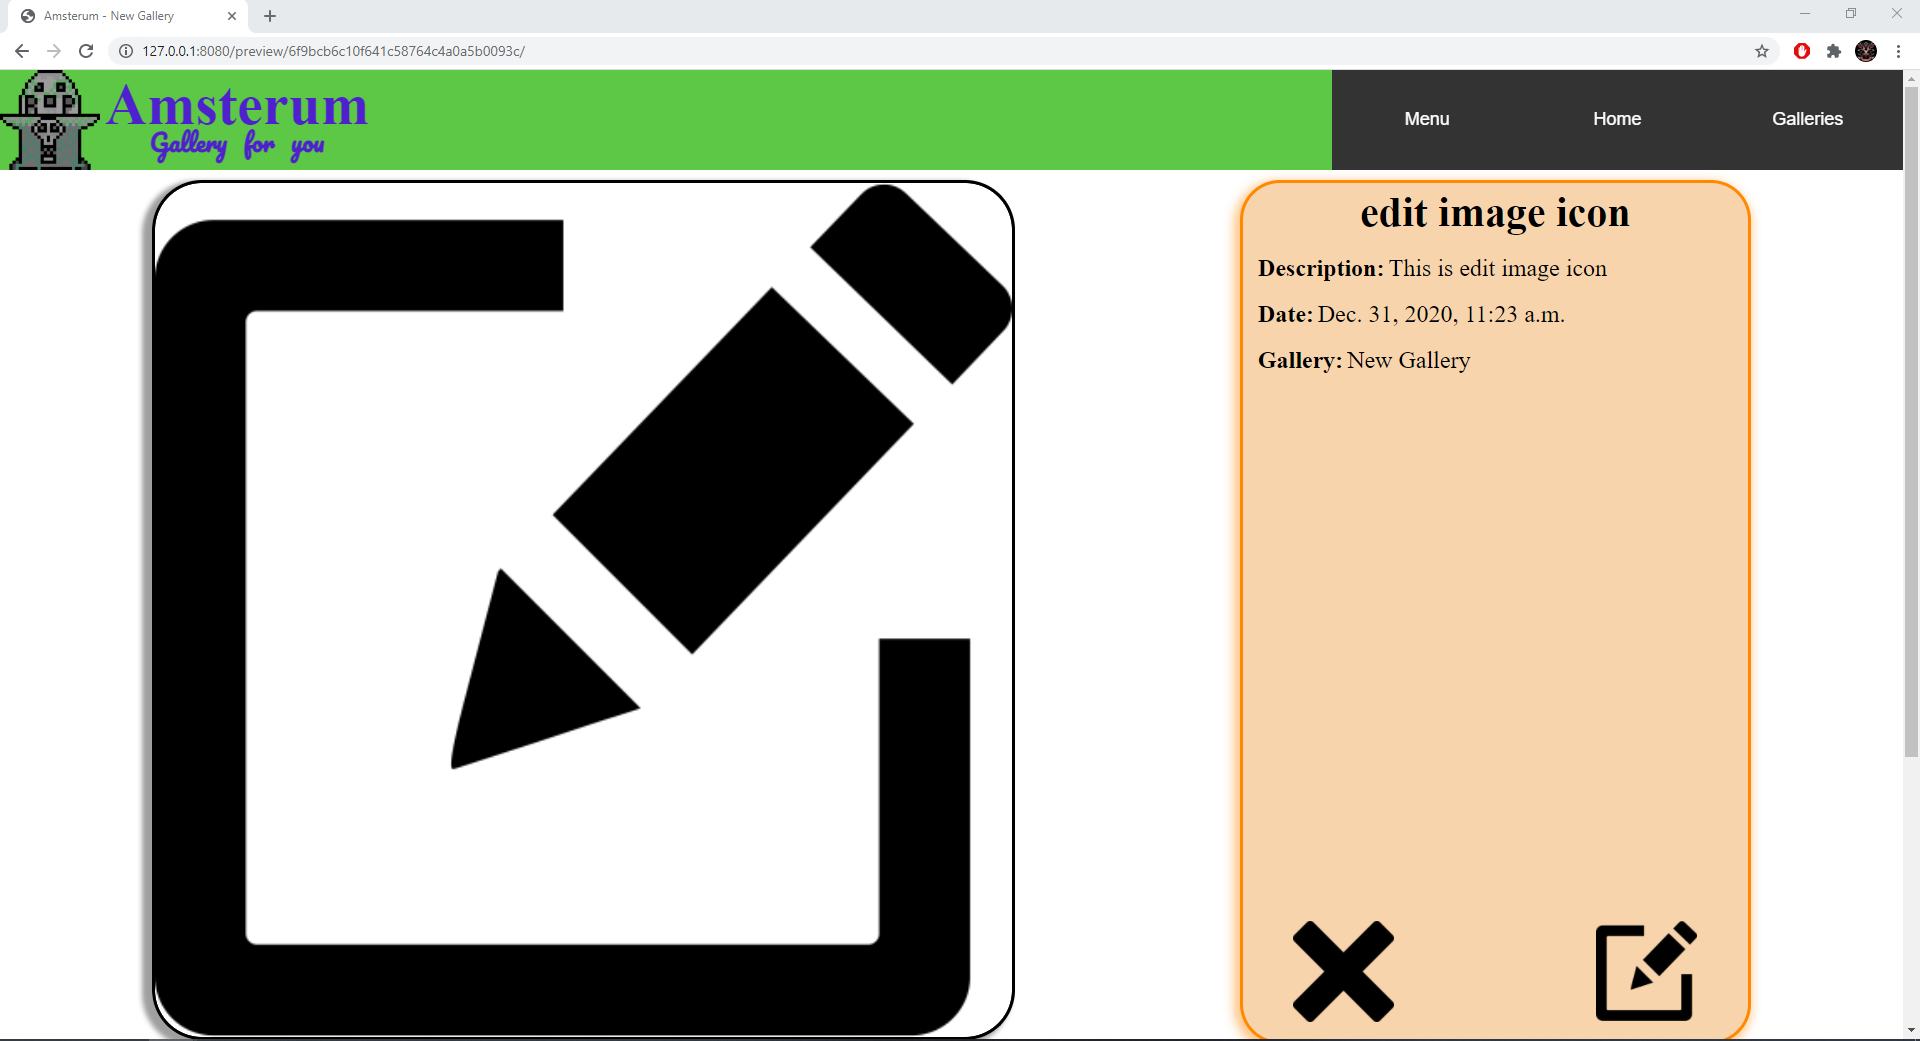 Amsterum - New Gallery
127.0.0.1:8080/preview/6f9bcb6c10f641c58764c4a0a5b0093c/
Amsterum
Gallery for you
Menu Home Galleries
edit image icon
Description: This is edit image icon
Date: Dec. 31, 2020, 11:23 a.m.
Gallery: New Gallery